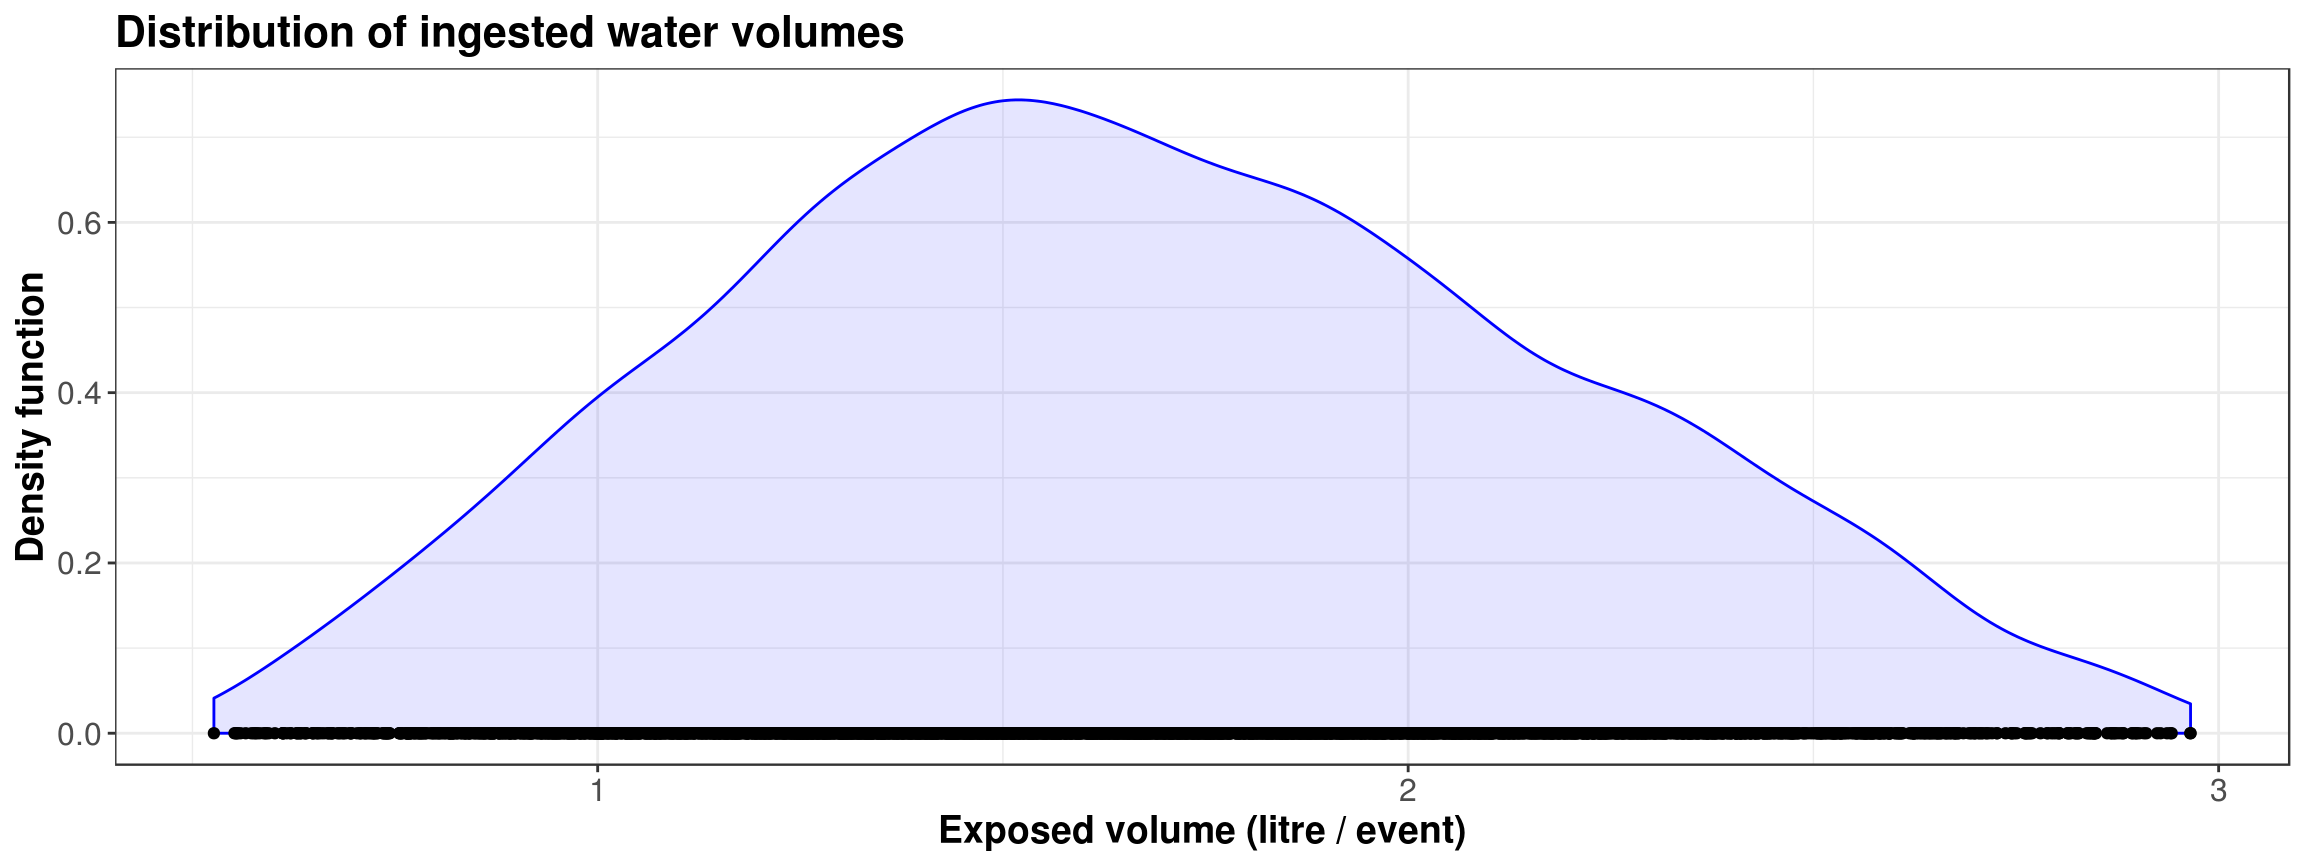 Distribution of ingested water volumes
Density function
0.6
0.4
0.2
0.0
1
2
3
Exposed volume (litre / event)